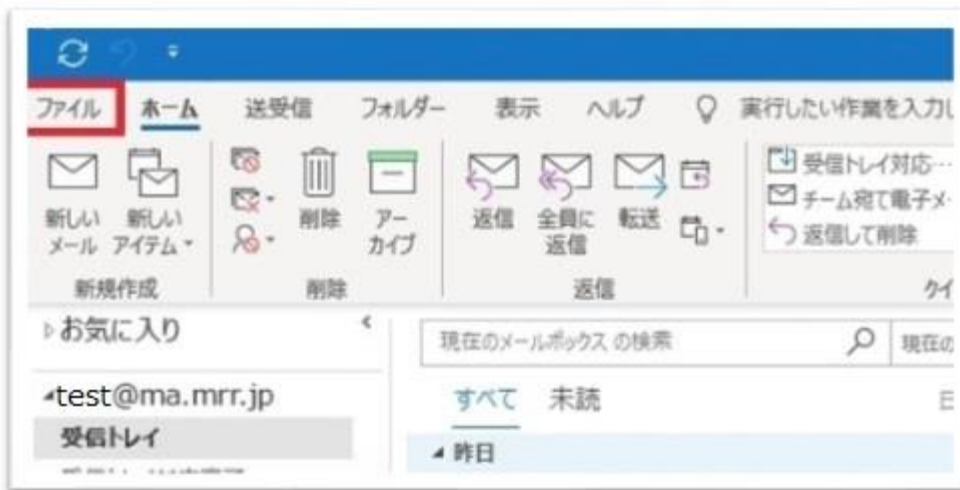 ファイル ホーム 送受信 フォルダー 表示 ヘルプ 実行したい作業を入力し
新しい
メール
新しい
アイテム
削除
アー
カイブ
返信
全員に
返信
転送
受信トレイ対応…
チーム宛て電子メ…
返信して削除
新規作成 削除 返信 クイ
お気に入り
現在のメールボックス の検索 現在の
test@ma.mrr.jp
すべて 未読
受信トレイ
昨日